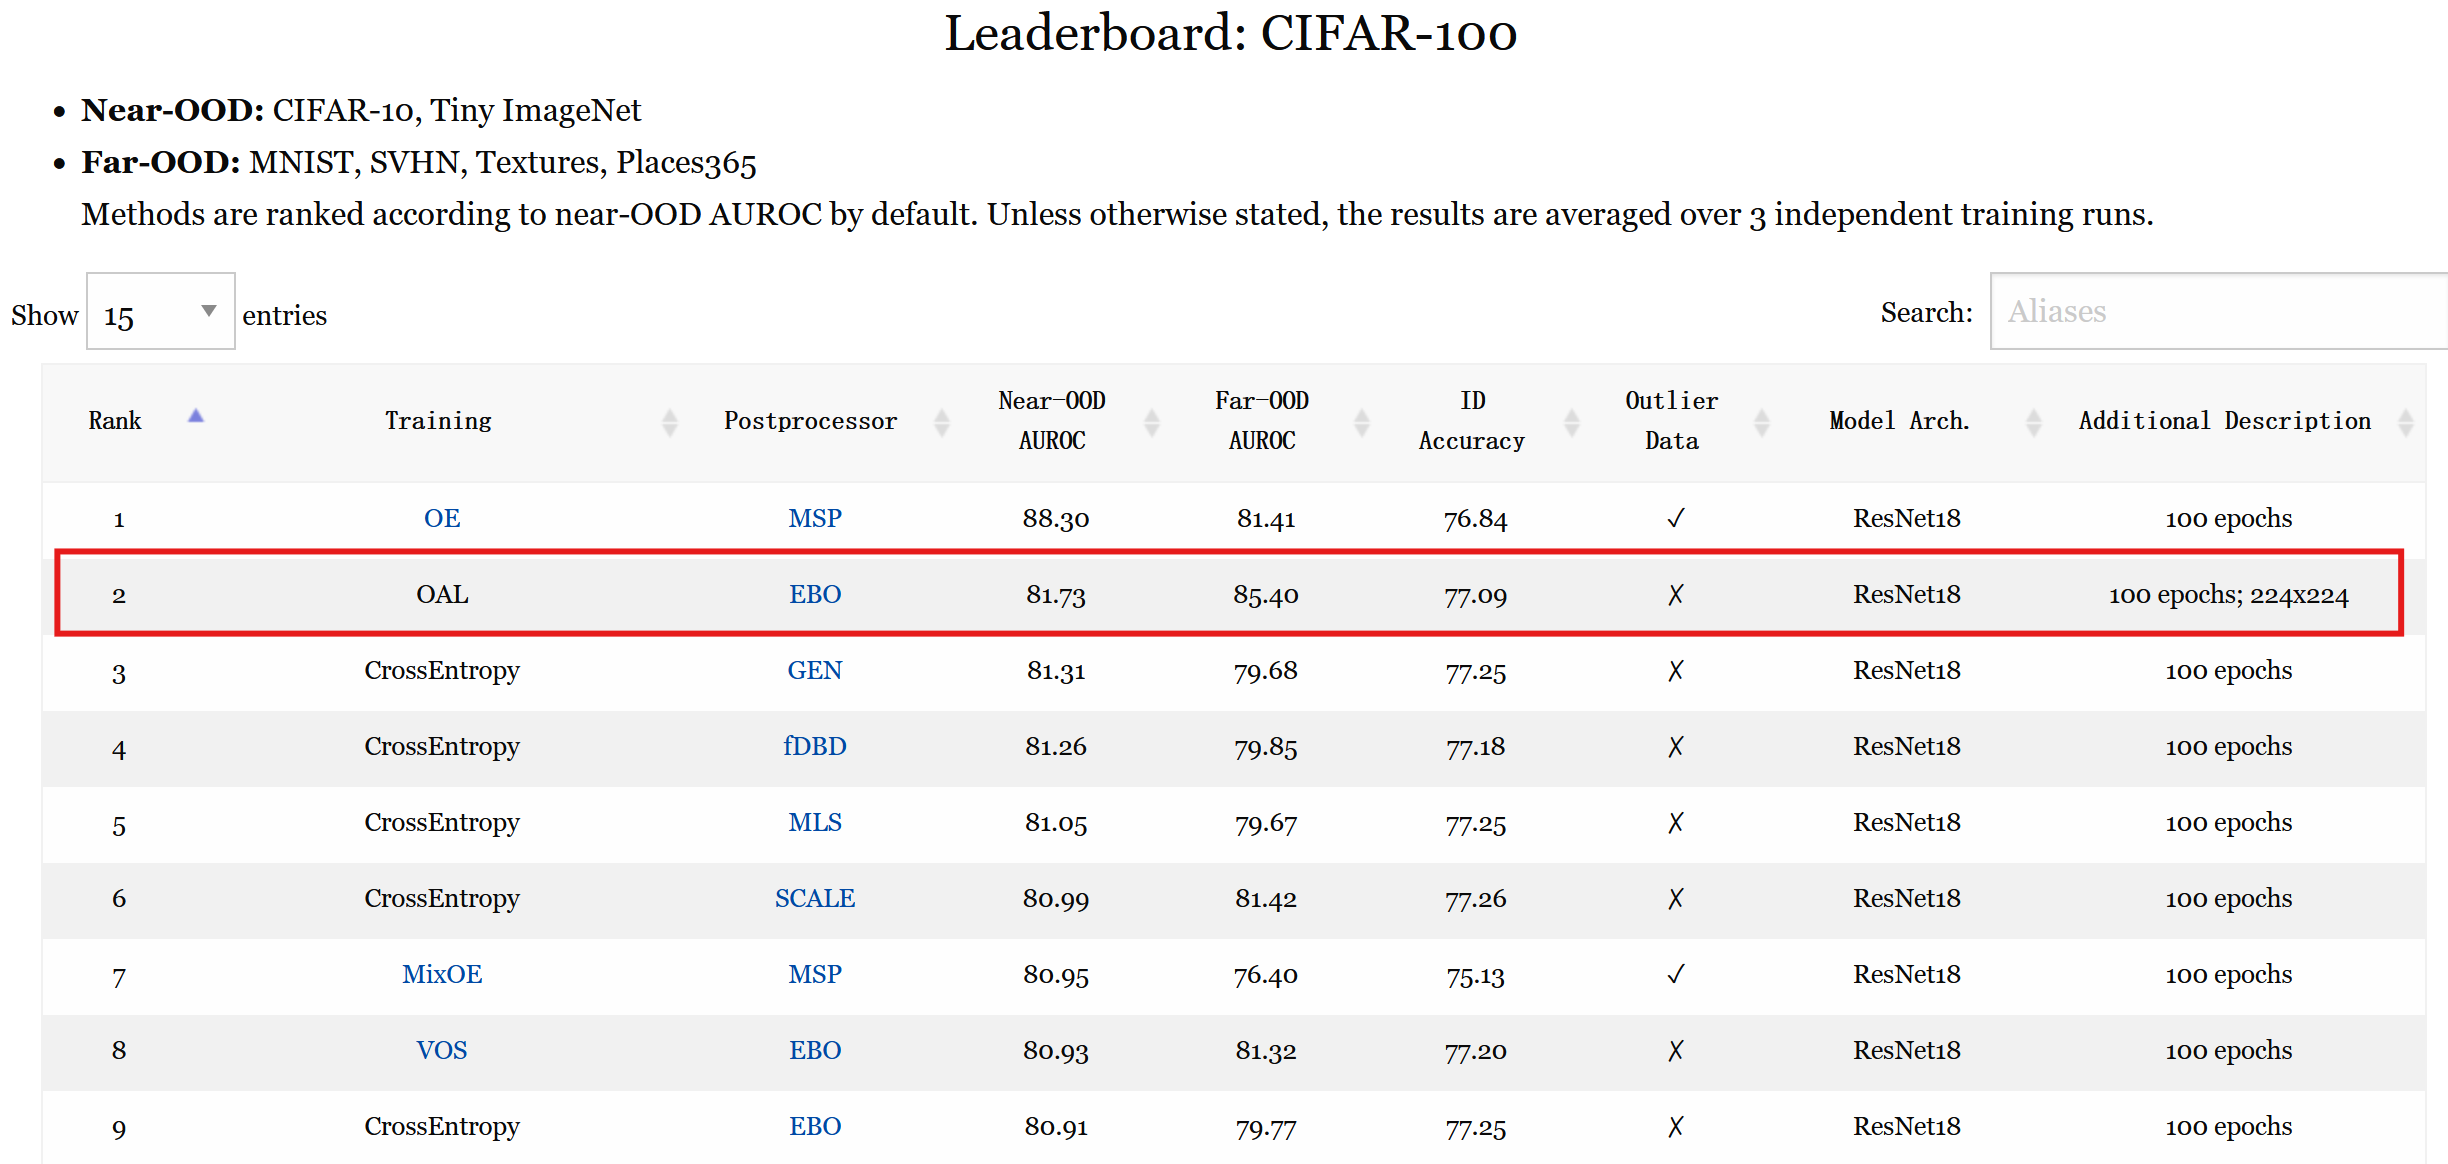 Leaderboard: CIFAR-100
• Near-OOD: CIFAR-10, Tiny ImageNet
• Far-OOD: MNIST, SVHN, Textures, Places365
Methods are ranked according to near-OOD AUROC by default. Unless otherwise stated, the results are averaged over 3 independent training runs.
Show 15 entries Search: Aliases
Rank Training Postprocessor Near-OOD AUROC Far-OOD AUROC ID Accuracy Outlier Data Model Arch. Additional Description
1 OE MSP 88.30 81.41 76.84 ✓ ResNet18 100 epochs
2 OAL EBO 81.73 85.40 77.09 ✗ ResNet18 100 epochs; 224x224
3 CrossEntropy GEN 81.31 79.68 77.25 ✗ ResNet18 100 epochs
4 CrossEntropy fDBD 81.26 79.85 77.18 ✗ ResNet18 100 epochs
5 CrossEntropy MLS 81.05 79.67 77.25 ✗ ResNet18 100 epochs
6 CrossEntropy SCALE 80.99 81.42 77.26 ✗ ResNet18 100 epochs
7 MixOE MSP 80.95 76.40 75.13 ✓ ResNet18 100 epochs
8 VOS EBO 80.93 81.32 77.20 ✗ ResNet18 100 epochs
9 CrossEntropy EBO 80.91 79.77 77.25 ✗ ResNet18 100 epochs